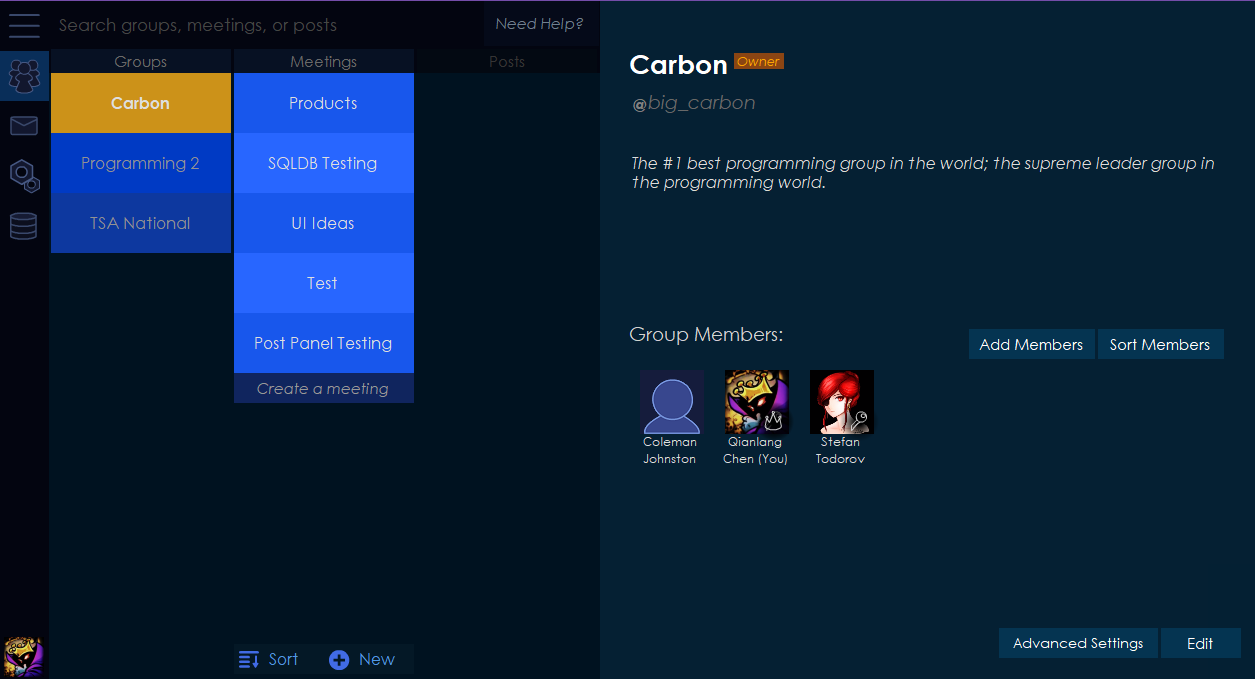 Search groups, meetings, or posts
Need Help?
Groups
Meetings
Posts
Carbon
Programming 2
TSA National
Products
SQLDB Testing
UI Ideas
Test
Post Panel Testing
Create a meeting
Sort
New
Carbon
Owner
@big_carbon
The #1 best programming group in the world; the supreme leader group in
the programming world.
Group Members:
Add Members
Sort Members
Coleman
Johnston
Qianlang
Chen (You)
Stefan
Todorov
Advanced Settings
Edit